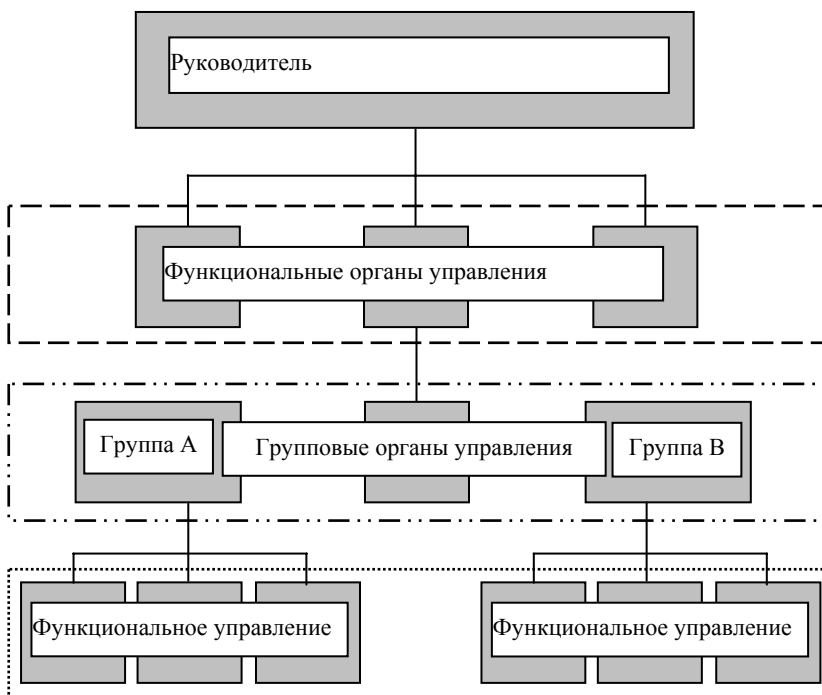 Руководитель
Функциональные органы управления
Группа А
Групповые органы управления
Группа В
Функциональное управление
Функциональное управление